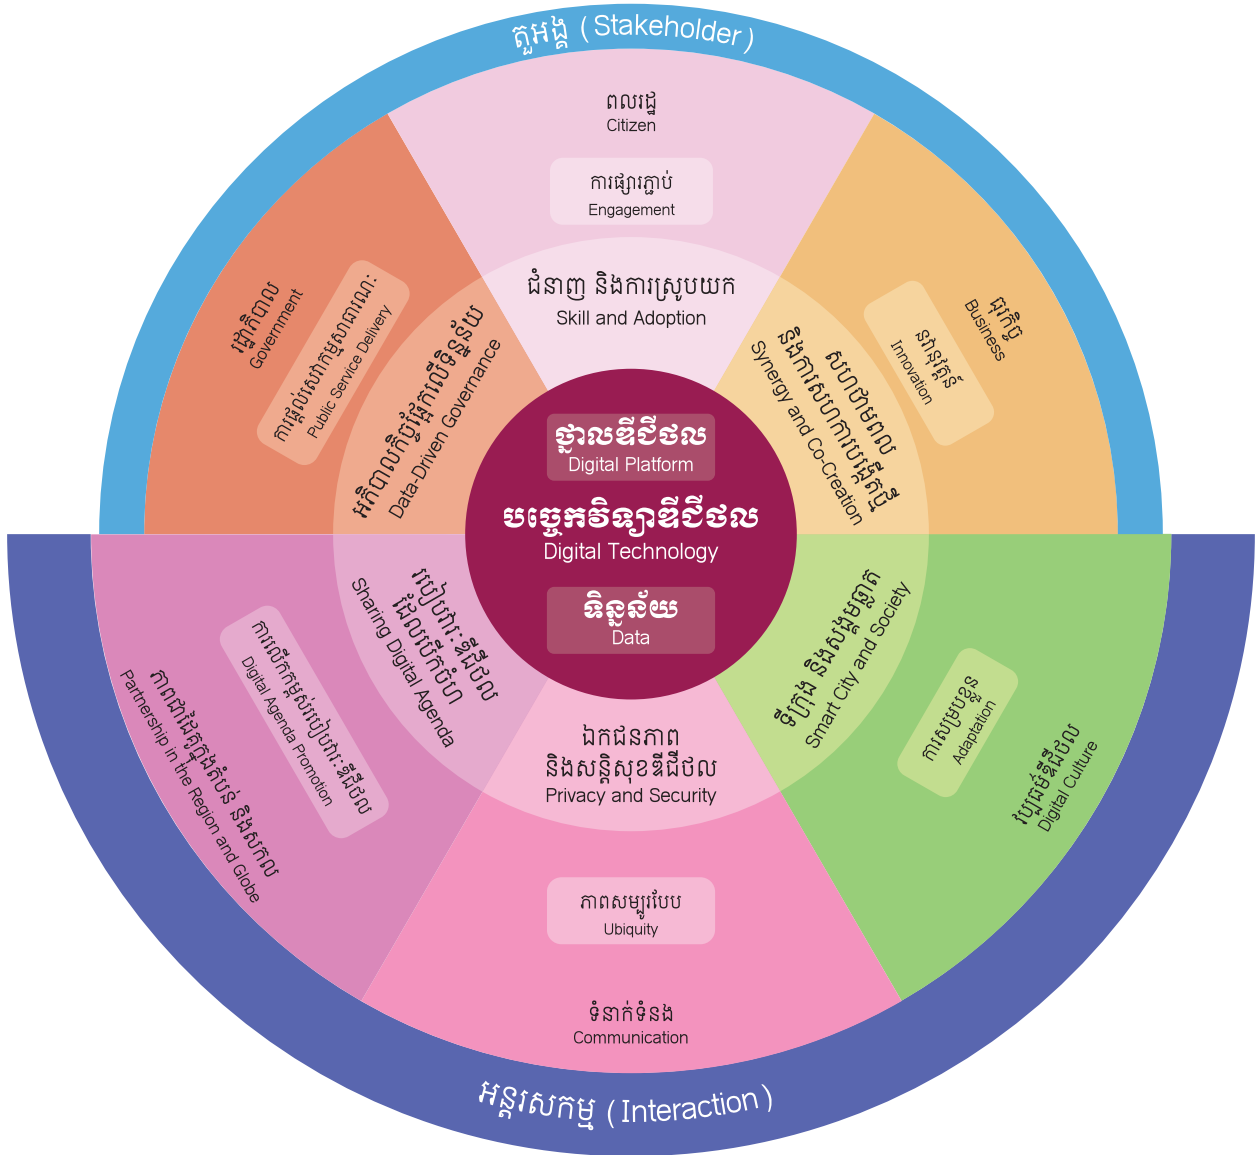 តួអង្គ (Stakeholder)
ពលរដ្ឋ
Citizen
ការផ្សារភ្ជាប់
Engagement
ជំនាញ និងការស្រូបយក
Skill and Adoption
រដ្ឋាភិបាល
Government
ការផ្តល់សេវាកម្មសាធារណៈ
Public Service Delivery
អភិបាលកិច្ចផ្អែកលើទិន្នន័យ
Data-Driven Governance
ធុរកិច្ច
Business
នវានុវត្តន៍
Innovation
សហថាមពល
និងការសហការបង្កើតថ្មី
Synergy and Co-Creation
ថ្នាលឌីជីថល
Digital Platform
បច្ចេកវិទ្យាឌីជីថល
Digital Technology
ទិន្នន័យ
Data
របៀបវារៈឌីជីថល
ដែលបើកចំហ
Sharing Digital Agenda
ការលើកកម្ពស់របៀបវារៈឌីជីថល
Digital Agenda Promotion
ភាពជាដៃគូក្នុងតំបន់ និងសកល
Partnership in the Region and Globe
ទីក្រុង និងសង្គមឆ្លាត
Smart City and Society
ការសម្របខ្លួន
Adaptation
វប្បធម៌ឌីជីថល
Digital Culture
ឯកជនភាព
និងសន្តិសុខឌីជីថល
Privacy and Security
ភាពសម្បូរបែប
Ubiquity
ទំនាក់ទំនង
Communication
អន្តរសកម្ម (Interaction)